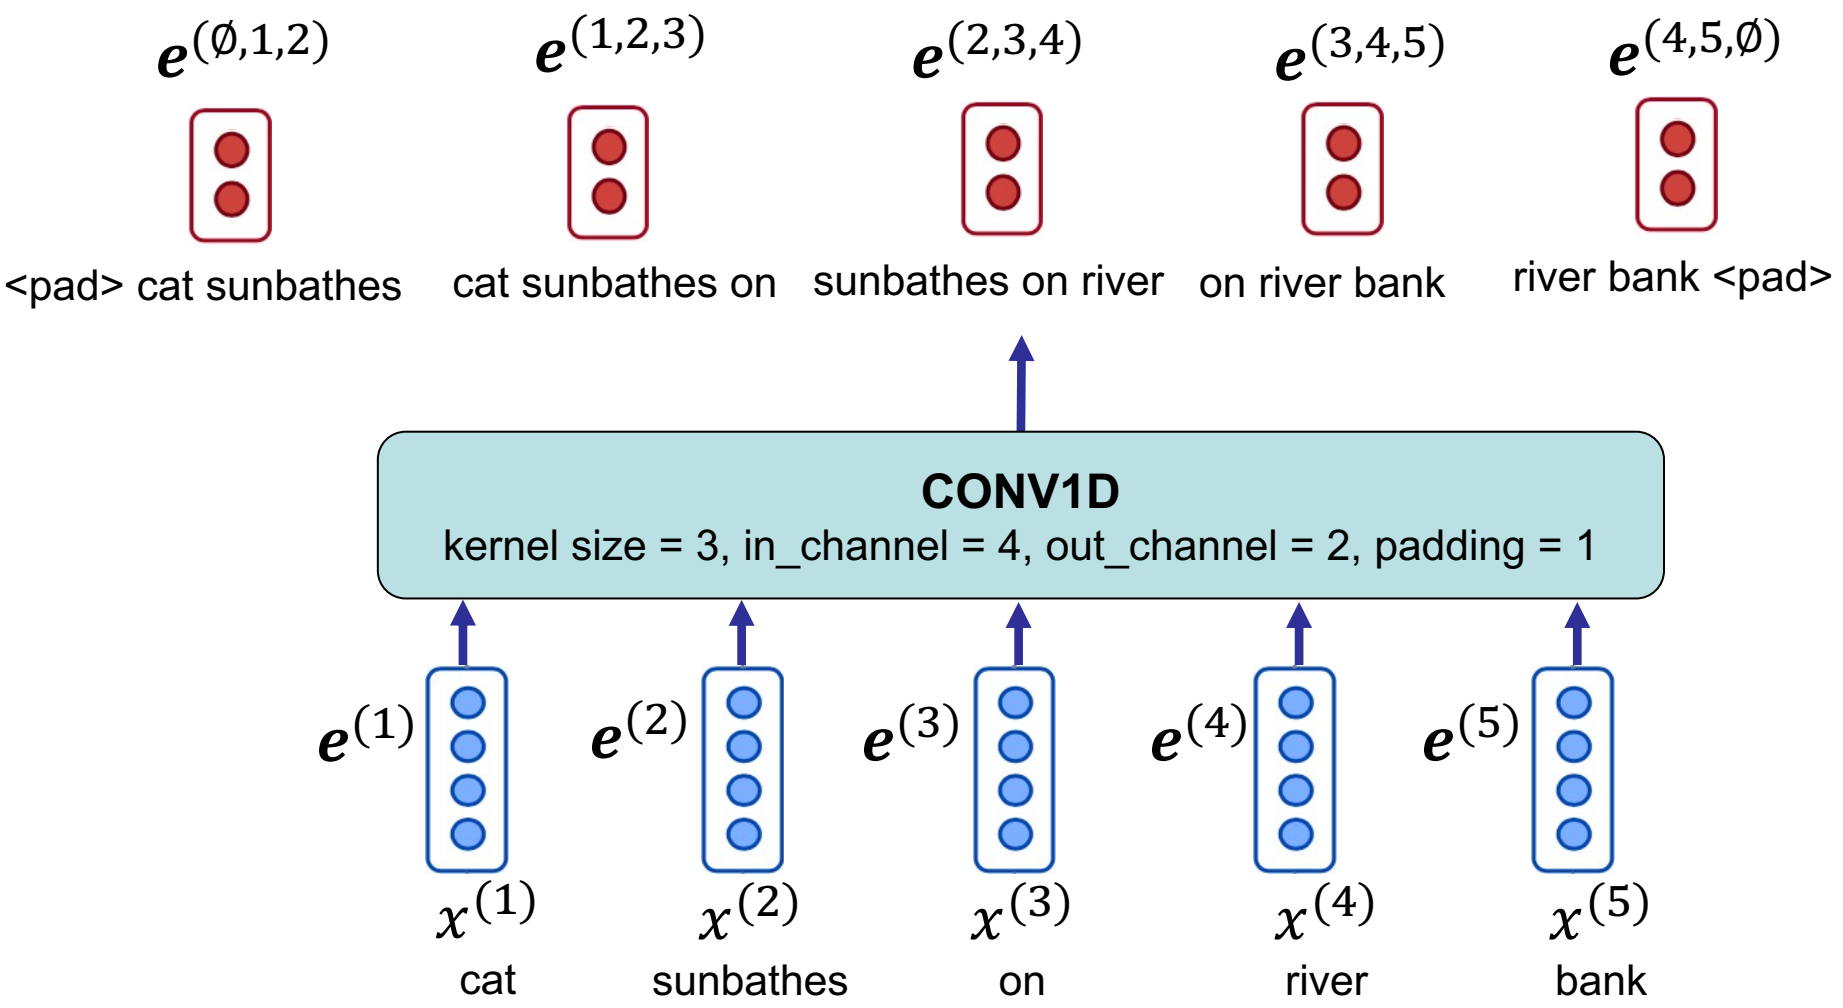 e^(∅,1,2) e^(1,2,3) e^(2,3,4) e^(3,4,5) e^(4,5,∅)
<pad> cat sunbathes cat sunbathes on sunbathes on river on river bank river bank <pad>
CONV1D
kernel size = 3, in_channel = 4, out_channel = 2, padding = 1
e^(1) e^(2) e^(3) e^(4) e^(5)
x^(1) x^(2) x^(3) x^(4) x^(5)
cat sunbathes on river bank